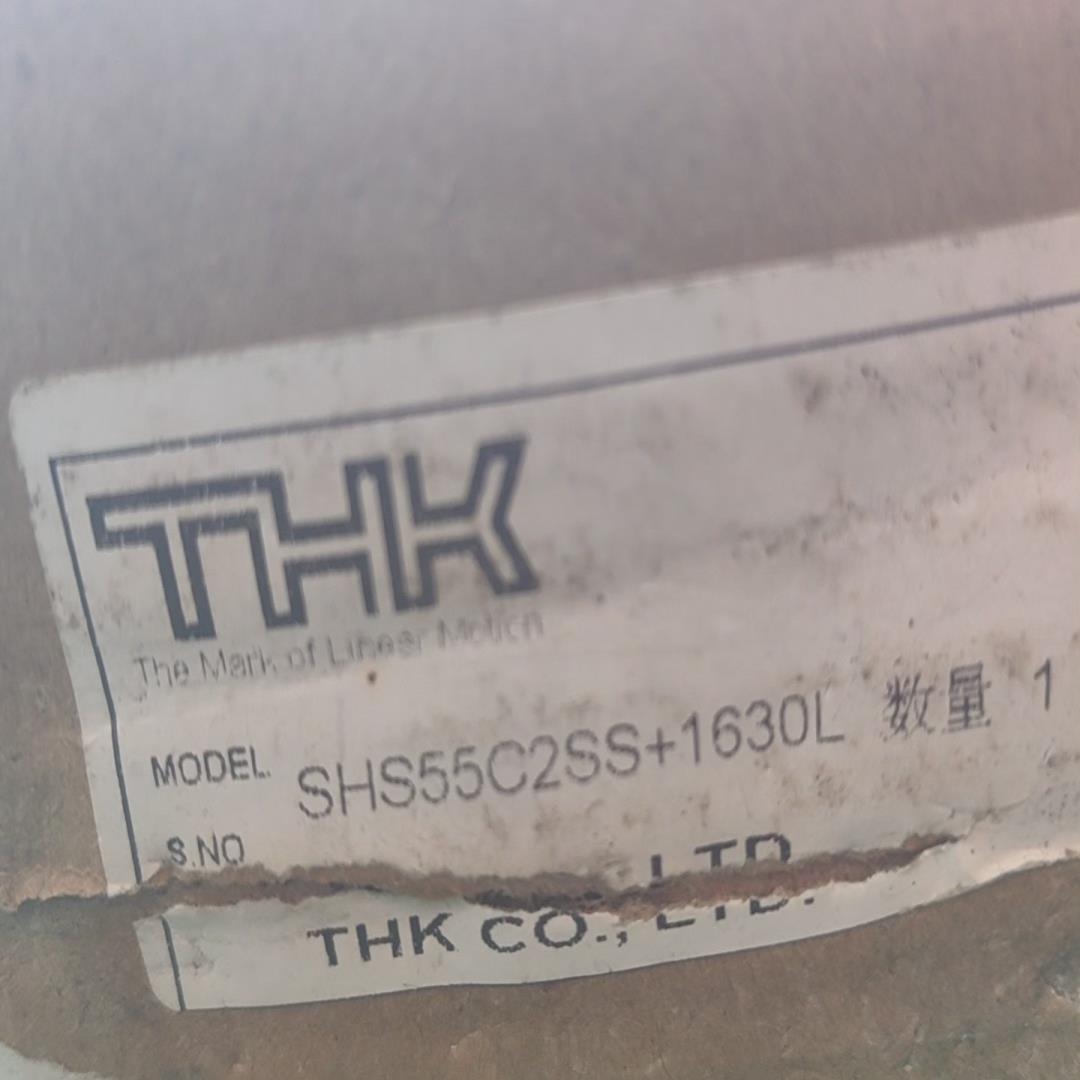 THK
The Mark of Linear Motion
MODEL. SHS55C2SS+1630L 数量 1
S.NO
THK CO., LTD.